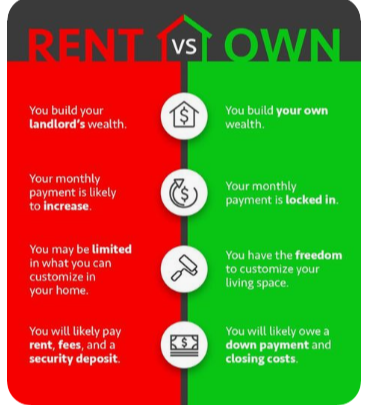 RENT VS OWN
You build your
landlord's wealth.
You build your own
wealth.
Your monthly
payment is likely
to increase.
Your monthly
payment is locked in.
You may be limited
in what you can
customize in
your home.
You have the freedom
to customize your
living space.
You will likely pay
rent, fees, and a
security deposit.
You will likely owe a
down payment and
closing costs.